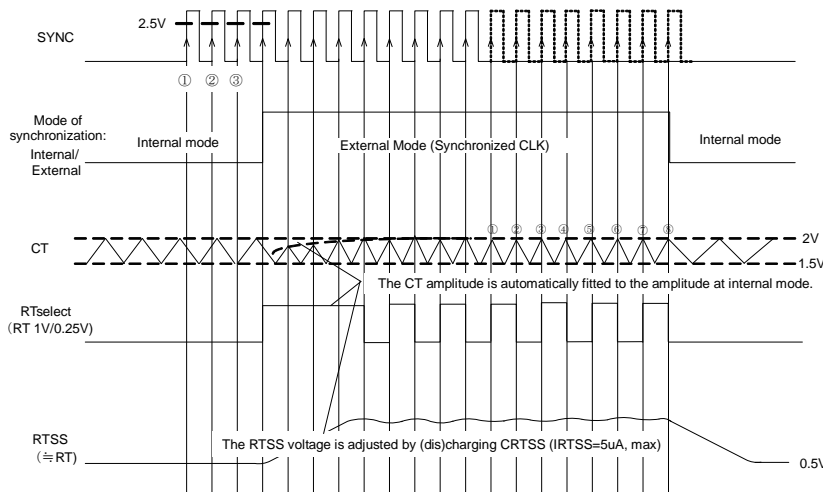 SYNC
2.5V
① ② ③
Mode of
synchronization:
Internal/
External
Internal mode
External Mode (Synchronized CLK)
Internal mode
CT
① ② ③ ④ ⑤ ⑥ ⑦ ⑧
2V
1.5V
The CT amplitude is automatically fitted to the amplitude at internal mode.
RTselect
(RT 1V/0.25V)
The RTSS voltage is adjusted by (dis)charging CRTSS (IRTSS=5uA, max)
RTSS
(≒RT)
0.5V